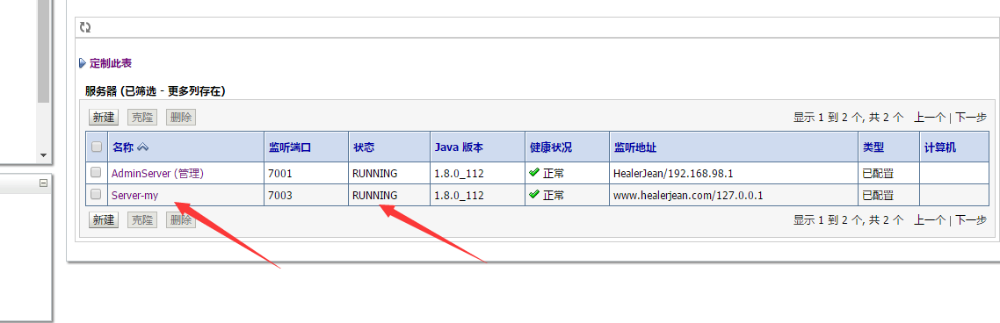 定制此表
服务器 (已筛选 - 更多列存在)
新建 克隆 删除 显示 1 到 2 个, 共 2 个 上一个 | 下一步
名称 监听端口 状态 Java 版本 健康状况 监听地址 类型 计算机
AdminServer (管理) 7001 RUNNING 1.8.0_112 正常 HealerJean/192.168.98.1 已配置
Server-my 7003 RUNNING 1.8.0_112 正常 www.healerjean.com/127.0.0.1 已配置
新建 克隆 删除 显示 1 到 2 个, 共 2 个 上一个 | 下一步